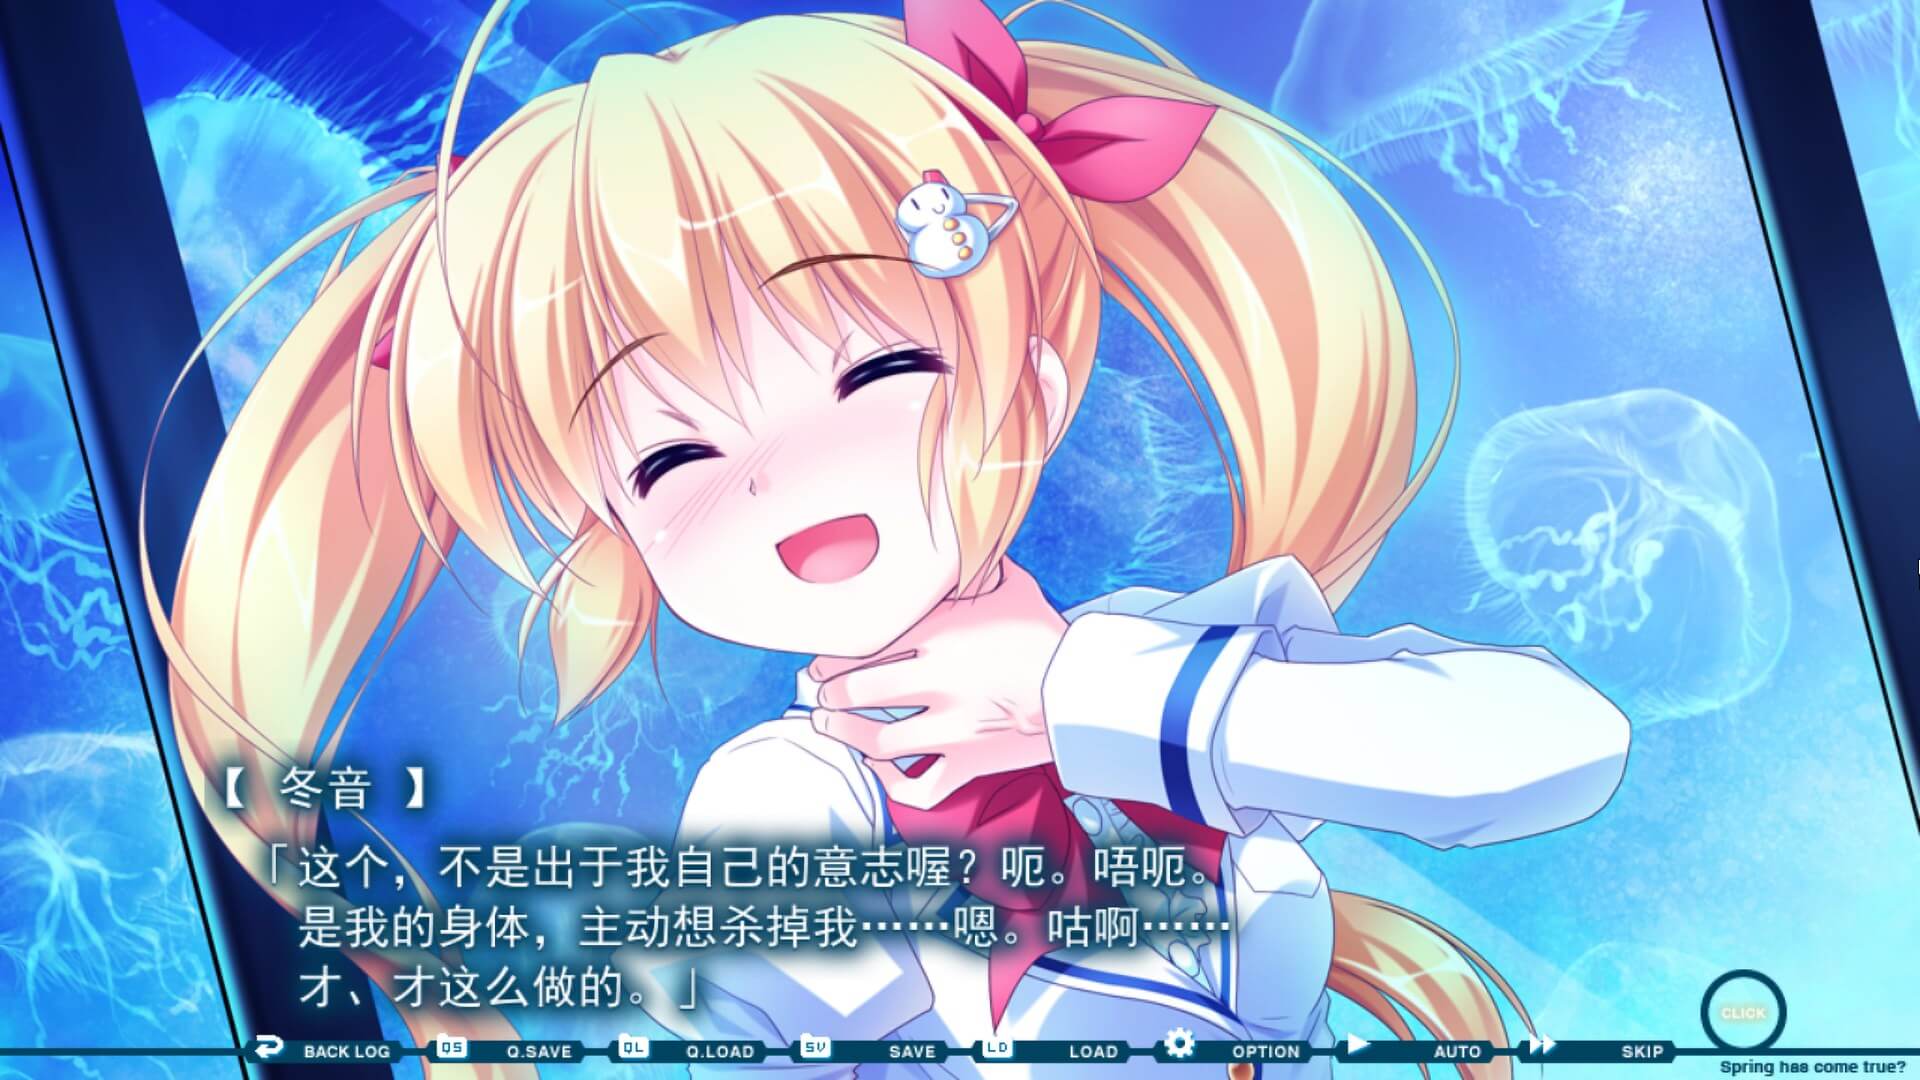 【 冬音 】
「这个，不是出于我自己的意志喔？呃。唔呃。
是我的身体，主动想杀掉我……嗯。咕啊……
才、才这么做的。」
CLICK
BACK LOG QS Q.SAVE QL Q.LOAD SV SAVE LD LOAD OPTION AUTO SKIP
Spring has come true?